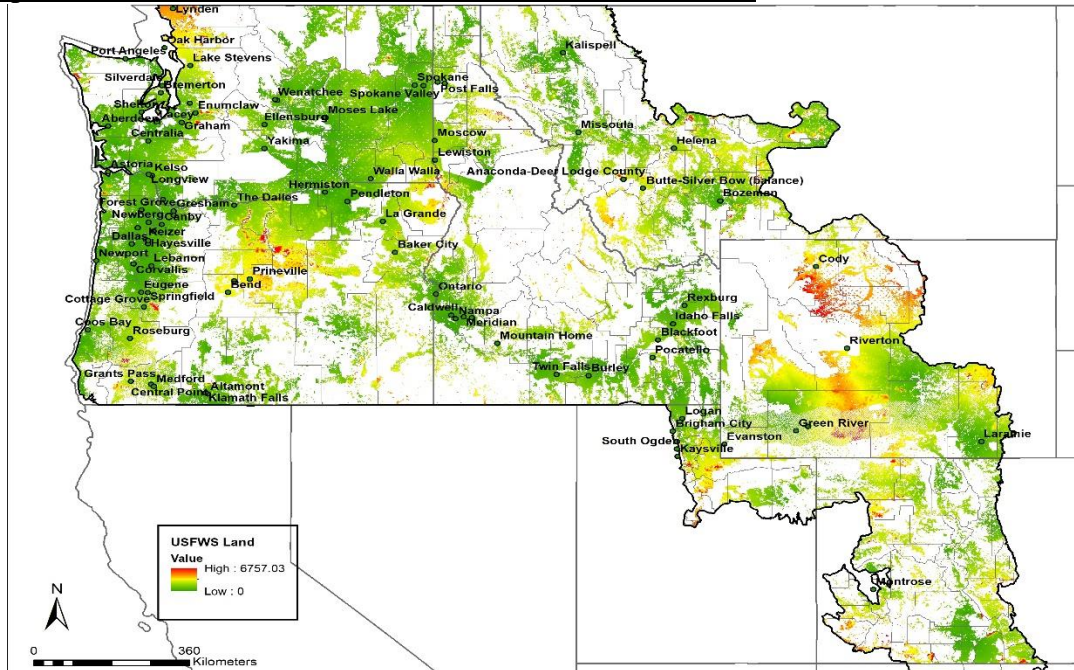 Lynden
Oak Harbor
Port Angeles
Lake Stevens
Kalispell
Silverdale
Bremerton
Spokane
Spokane Valley
Post Falls
Wenatchee
Shelton
Enumclaw
Moses Lake
Lacey
Aberdeen
Graham
Ellensburg
Centralia
Yakima
Moscow
Missoula
Helena
Lewiston
Astoria
Kelso
Longview
Walla Walla
Anaconda-Deer Lodge County
Butte-Silver Bow (balance)
Hermiston
Pendleton
Bozeman
Forest Grove
Gresham
The Dalles
Newberg
Canby
La Grande
Keizer
Dallas
Hayesville
Baker City
Newport
Lebanon
Corvallis
Prineville
Cody
Eugene
Bend
Springfield
Cottage Grove
Ontario
Rexburg
Caldwell
Nampa
Meridian
Idaho Falls
Coos Bay
Roseburg
Mountain Home
Blackfoot
Riverton
Pocatello
Grants Pass
Medford
Twin Falls
Burley
Altamont
Central Point
Klamath Falls
Logan
Brigham City
Green River
South Ogde
Evanston
Laramie
Kaysville
USFWS Land
Value
High : 6757.03
Low : 0
Montrose
N
0 360
Kilometers